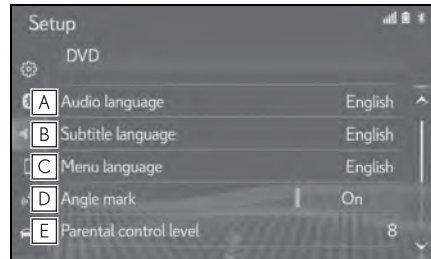 Setup
DVD
A Audio language English
B Subtitle language English
C Menu language English
D Angle mark On
E Parental control level 8